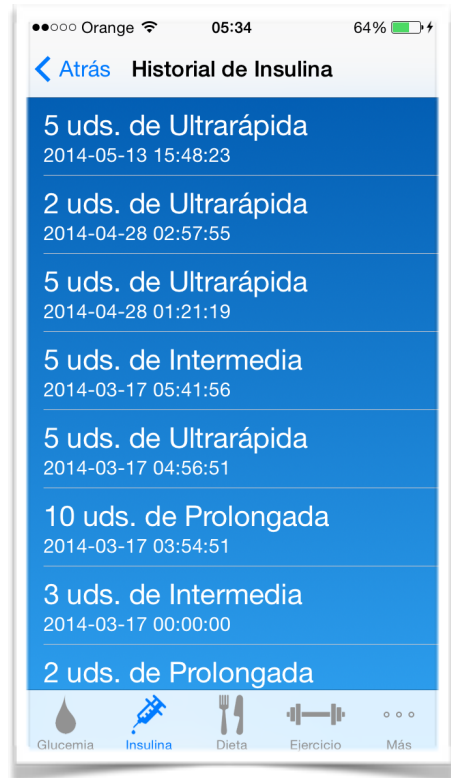 Orange 05:34 64%
Atrás Historial de Insulina
5 uds. de Ultrarápida
2014-05-13 15:48:23
2 uds. de Ultrarápida
2014-04-28 02:57:55
5 uds. de Ultrarápida
2014-04-28 01:21:19
5 uds. de Intermedia
2014-03-17 05:41:56
5 uds. de Ultrarápida
2014-03-17 04:56:51
10 uds. de Prolongada
2014-03-17 03:54:51
3 uds. de Intermedia
2014-03-17 00:00:00
2 uds. de Prolongada
Glucemia Insulina Dieta Ejercicio Más